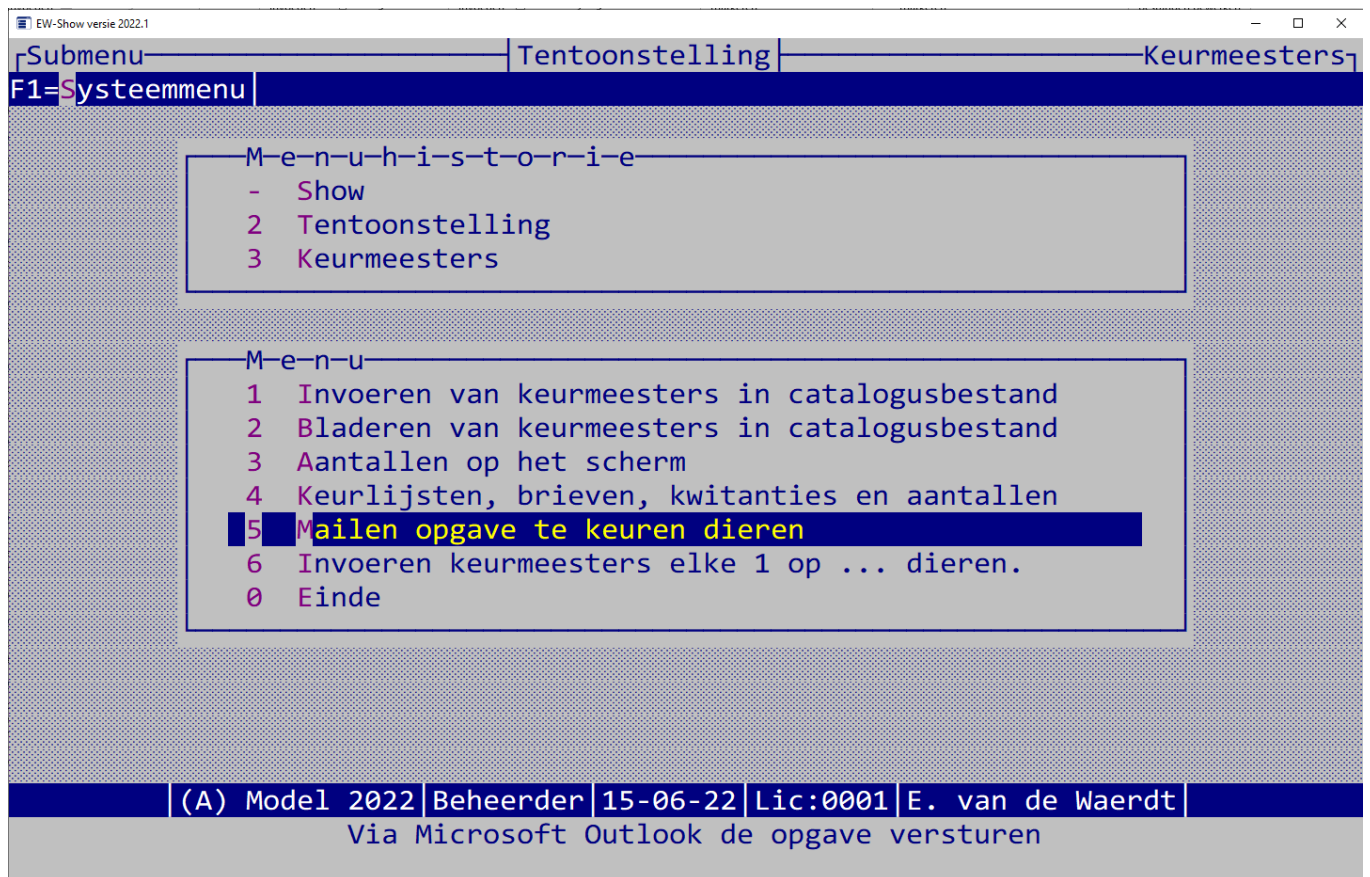 EW-Show versie 2022.1
Submenu Tentoonstelling Keurmeesters
F1=Systeemmenu
Menuhistorie
- Show
2 Tentoonstelling
3 Keurmeesters
Menu
1 Invoeren van keurmeesters in catalogusbestand
2 Bladeren van keurmeesters in catalogusbestand
3 Aantallen op het scherm
4 Keurlijsten, brieven, kwitanties en aantallen
5 Mailen opgave te keuren dieren
6 Invoeren keurmeesters elke 1 op ... dieren.
0 Einde
(A) Model 2022 Beheerder 15-06-22 Lic:0001 E. van de Waerdt
Via Microsoft Outlook de opgave versturen